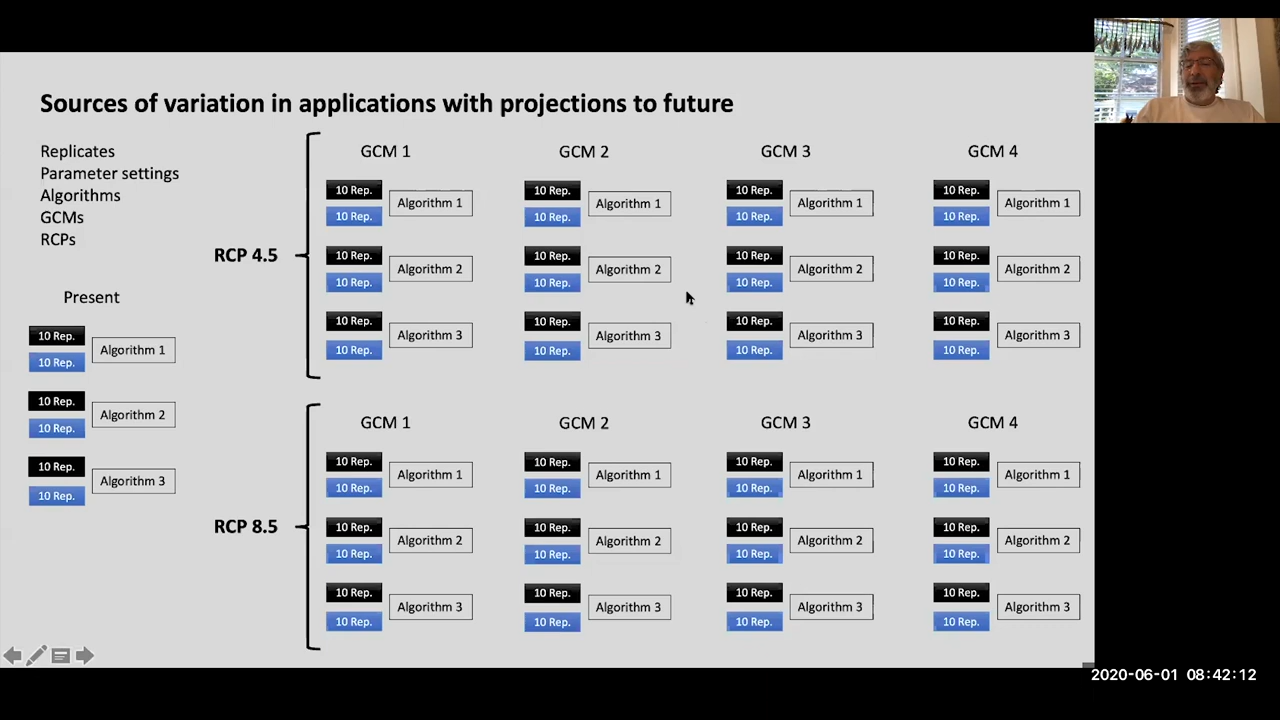 Sources of variation in applications with projections to future
Replicates
Parameter settings
Algorithms
GCMs
RCPs
Present
10 Rep.
10 Rep.
Algorithm 1
10 Rep.
10 Rep.
Algorithm 2
10 Rep.
10 Rep.
Algorithm 3
RCP 4.5
GCM 1
10 Rep.
10 Rep.
Algorithm 1
10 Rep.
10 Rep.
Algorithm 2
10 Rep.
10 Rep.
Algorithm 3
GCM 2
10 Rep.
10 Rep.
Algorithm 1
10 Rep.
10 Rep.
Algorithm 2
10 Rep.
10 Rep.
Algorithm 3
GCM 3
10 Rep.
10 Rep.
Algorithm 1
10 Rep.
10 Rep.
Algorithm 2
10 Rep.
10 Rep.
Algorithm 3
GCM 4
10 Rep.
10 Rep.
Algorithm 1
10 Rep.
10 Rep.
Algorithm 2
10 Rep.
10 Rep.
Algorithm 3
RCP 8.5
GCM 1
10 Rep.
10 Rep.
Algorithm 1
10 Rep.
10 Rep.
Algorithm 2
10 Rep.
10 Rep.
Algorithm 3
GCM 2
10 Rep.
10 Rep.
Algorithm 1
10 Rep.
10 Rep.
Algorithm 2
10 Rep.
10 Rep.
Algorithm 3
GCM 3
10 Rep.
10 Rep.
Algorithm 1
10 Rep.
10 Rep.
Algorithm 2
10 Rep.
10 Rep.
Algorithm 3
GCM 4
10 Rep.
10 Rep.
Algorithm 1
10 Rep.
10 Rep.
Algorithm 2
10 Rep.
10 Rep.
Algorithm 3
2020-06-01 08:42:12